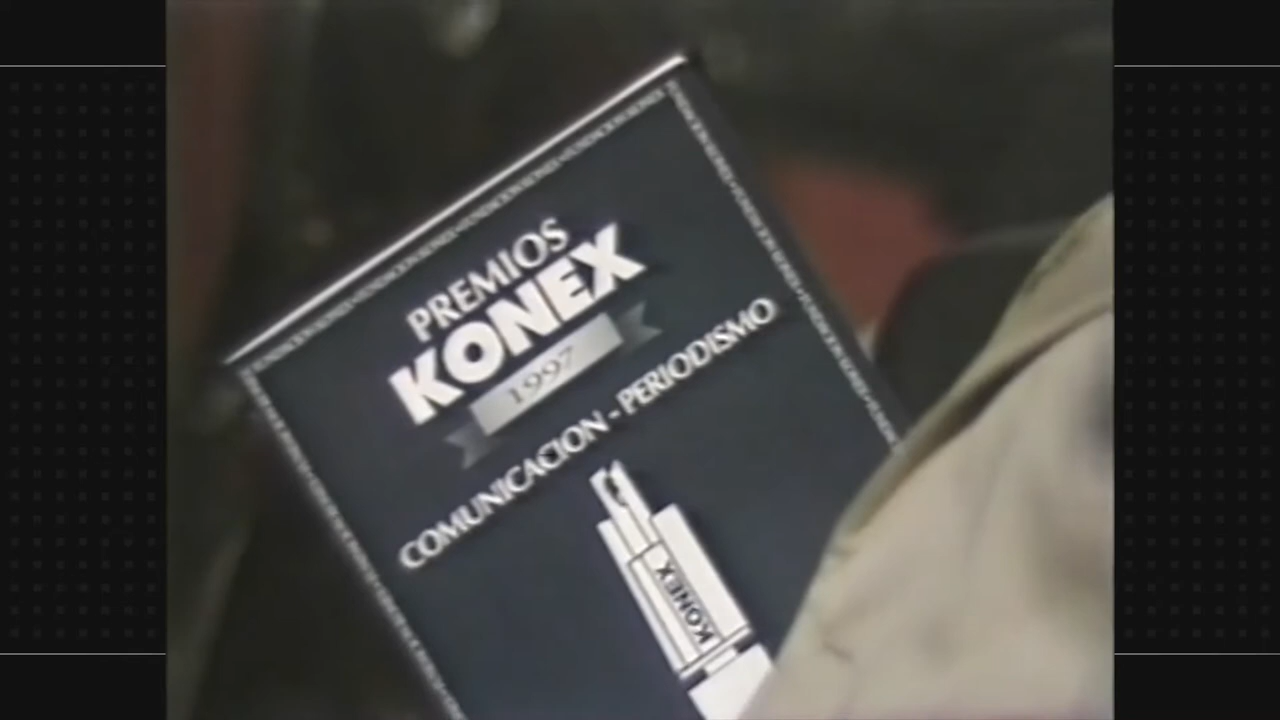 PREMIOS
KONEX
1997
COMUNICACION - PERIODISMO
KONEX